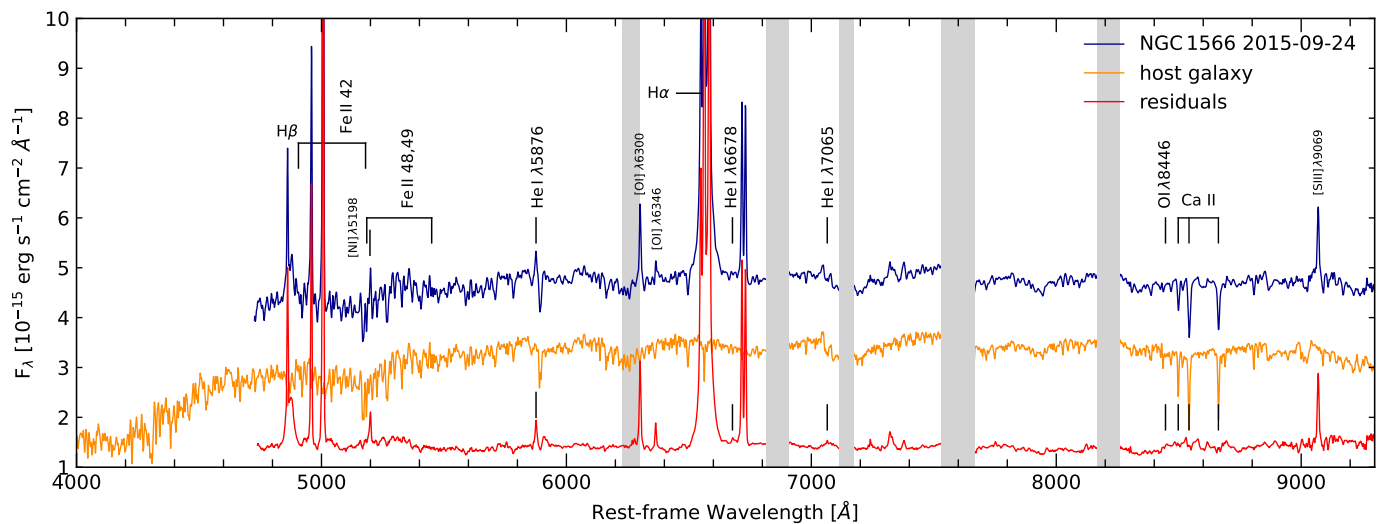 10
9
8
7
6
5
4
3
2
1
F_λ [10⁻¹⁵ erg s⁻¹ cm⁻² Å⁻¹]
4000
5000
6000
7000
8000
9000
Rest-frame Wavelength [Å]
NGC 1566 2015-09-24
host galaxy
residuals
Hβ
Fe II 42
[NI]λ5198
Fe II 48,49
He I λ5876
[OI] λ6300
[OI] λ6346
Hα
He I λ6678
He I λ7065
OI λ8446
Ca II
[SIII]λ9069